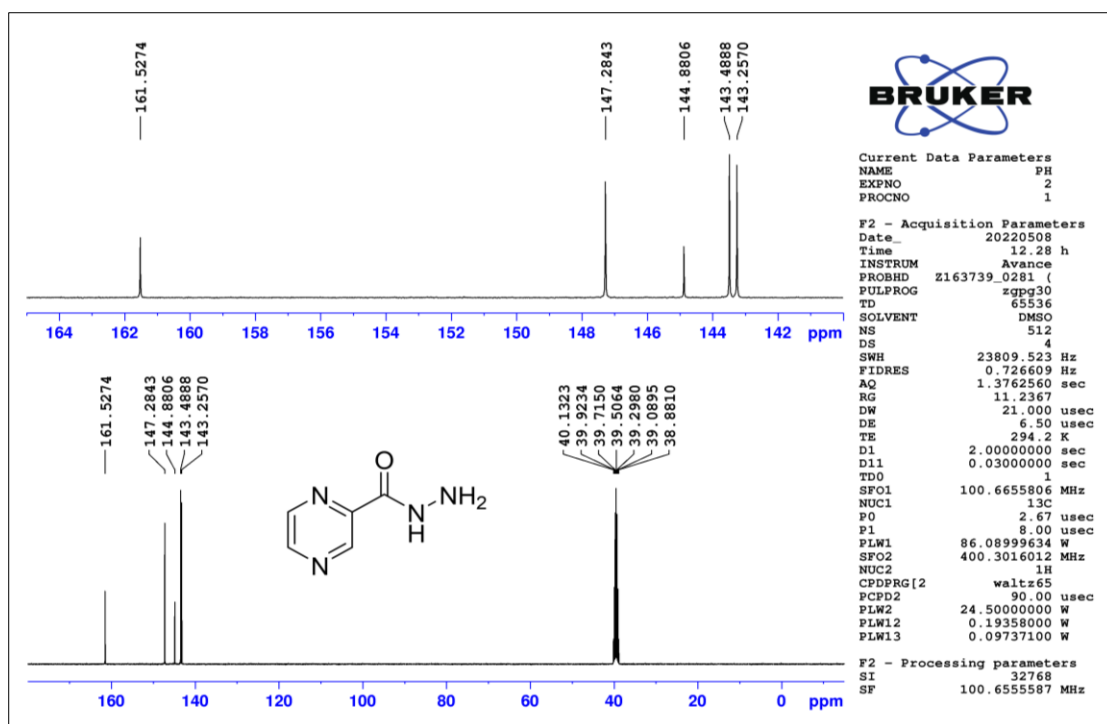 161.5274
147.2843
144.8806
143.4888
143.2570
164 162 160 158 156 154 152 150 148 146 144 142 ppm
161.5274
147.2843
144.8806
143.4888
143.2570
40.1323
39.9234
39.7150
39.5064
39.2980
39.0895
38.8810
O
N
NH2
N
H
N
160 140 120 100 80 60 40 20 0 ppm
BRUKER
Current Data Parameters
NAME PH
EXPNO 2
PROCNO 1
F2 - Acquisition Parameters
Date_ 20220508
Time 12.28 h
INSTRUM Avance
PROBHD Z163739_0281 (
PULPROG zgpg30
TD 65536
SOLVENT DMSO
NS 512
DS 4
SWH 23809.523 Hz
FIDRES 0.726609 Hz
AQ 1.3762560 sec
RG 11.2367
DW 21.000 usec
DE 6.50 usec
TE 294.2 K
D1 2.00000000 sec
D11 0.03000000 sec
TD0 1
SFO1 100.6655806 MHz
NUC1 13C
P0 2.67 usec
P1 8.00 usec
PLW1 86.08999634 W
SFO2 400.3016012 MHz
NUC2 1H
CPDPRG[2 waltz65
PCPD2 90.00 usec
PLW2 24.50000000 W
PLW12 0.19358000 W
PLW13 0.09737100 W
F2 - Processing parameters
SI 32768
SF 100.6555587 MHz